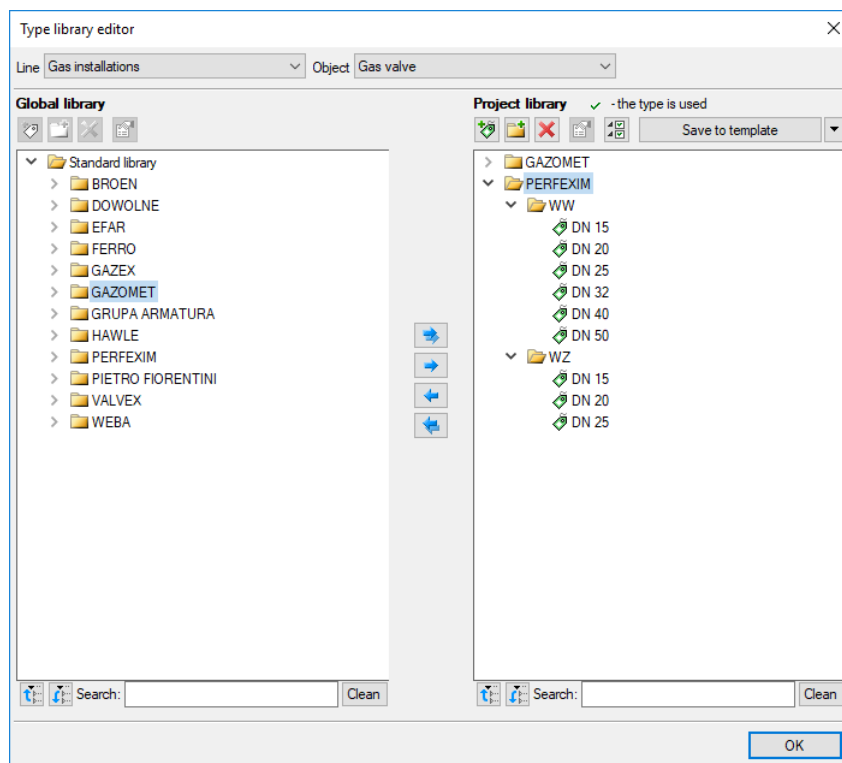 Type library editor
Line Gas installations Object Gas valve
Global library
Standard library
BROEN
DOWOLNE
EFAR
FERRO
GAZEX
GAZOMET
GRUPA ARMATURA
HAWLE
PERFEXIM
PIETRO FIORENTINI
VALVEX
WEBA
Search: Clean
Project library - the type is used
Save to template
GAZOMET
PERFEXIM
WW
DN 15
DN 20
DN 25
DN 32
DN 40
DN 50
WZ
DN 15
DN 20
DN 25
Search: Clean
OK